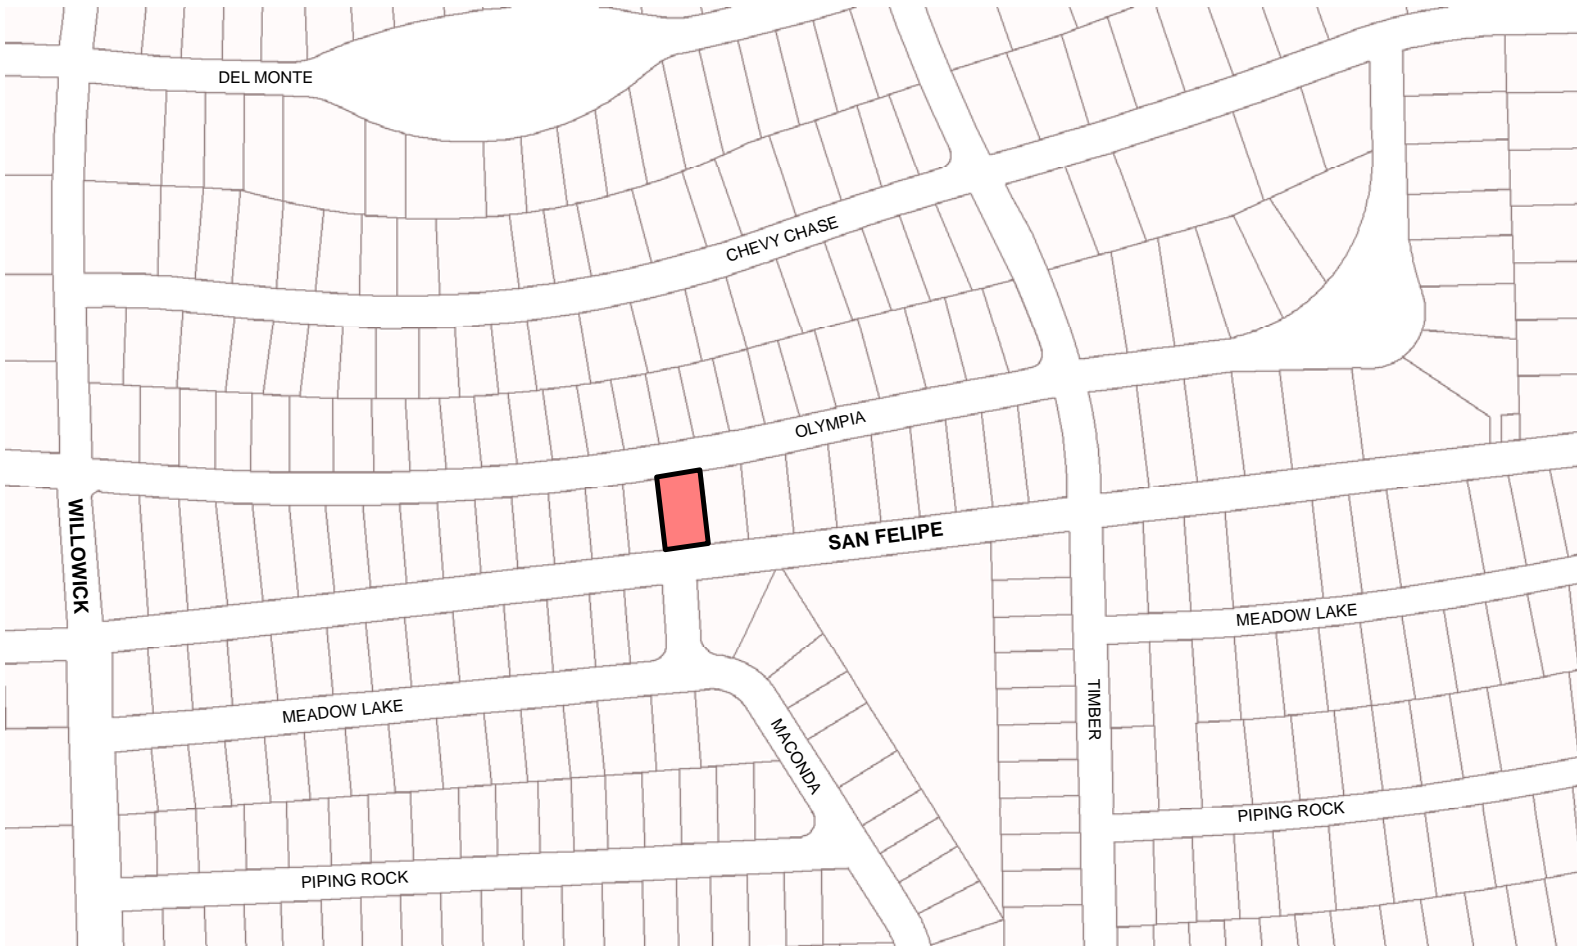 DEL MONTE
CHEVY CHASE
OLYMPIA
WILLOWICK
SAN FELIPE
MEADOW LAKE
TIMBER
MEADOW LAKE
MACONDA
PIPING ROCK
PIPING ROCK